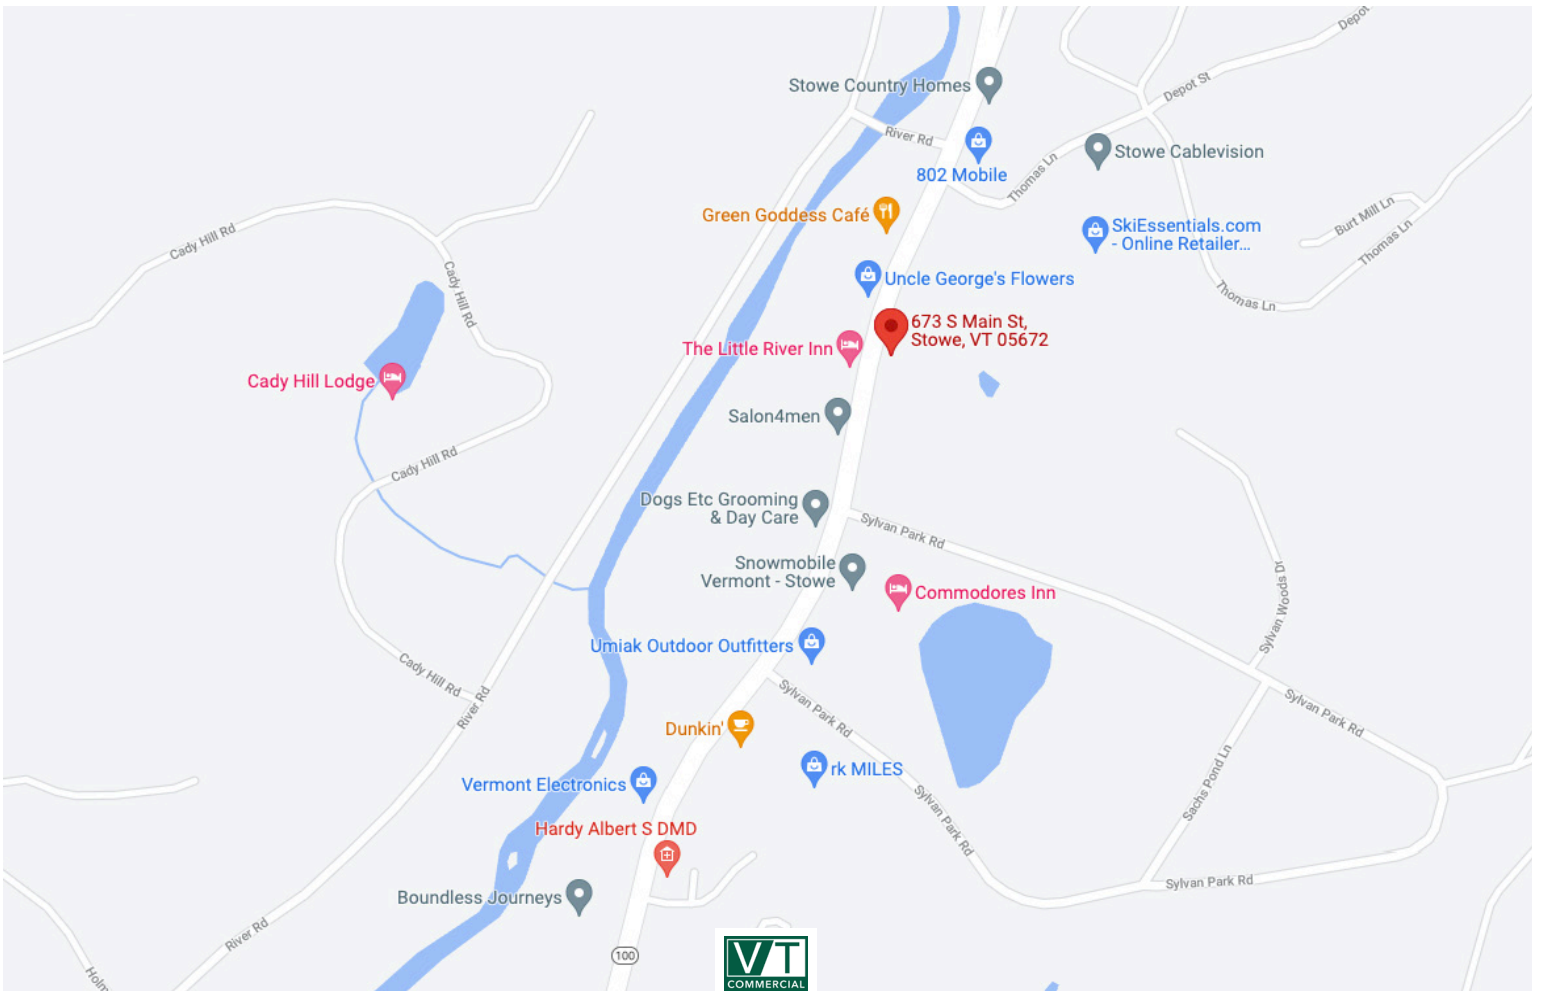 Depot
Stowe Country Homes
Depot St
River Rd
802 Mobile
Thomas Ln
Stowe Cablevision
Green Goddess Café
SkiEssentials.com
- Online Retailer...
Burt Mill Ln
Thomas Ln
Cady Hill Rd
Cady Hill Rd
Uncle George's Flowers
Thomas Ln
673 S Main St,
Stowe, VT 05672
The Little River Inn
Cady Hill Lodge
Salon4men
Cady Hill Rd
Dogs Etc Grooming
& Day Care
Sylvan Park Rd
Snowmobile
Vermont - Stowe
Commodores Inn
Sylvan Woods Dr
Umiak Outdoor Outfitters
Cady Hill Rd
River Rd
Sylvan Park Rd
Sylvan Park Rd
Dunkin'
rk MILES
Vermont Electronics
Sachs Pond Ln
Sylvan Park Rd
Hardy Albert S DMD
Sylvan Park Rd
Boundless Journeys
River Rd
100
Holm
VT
COMMERCIAL